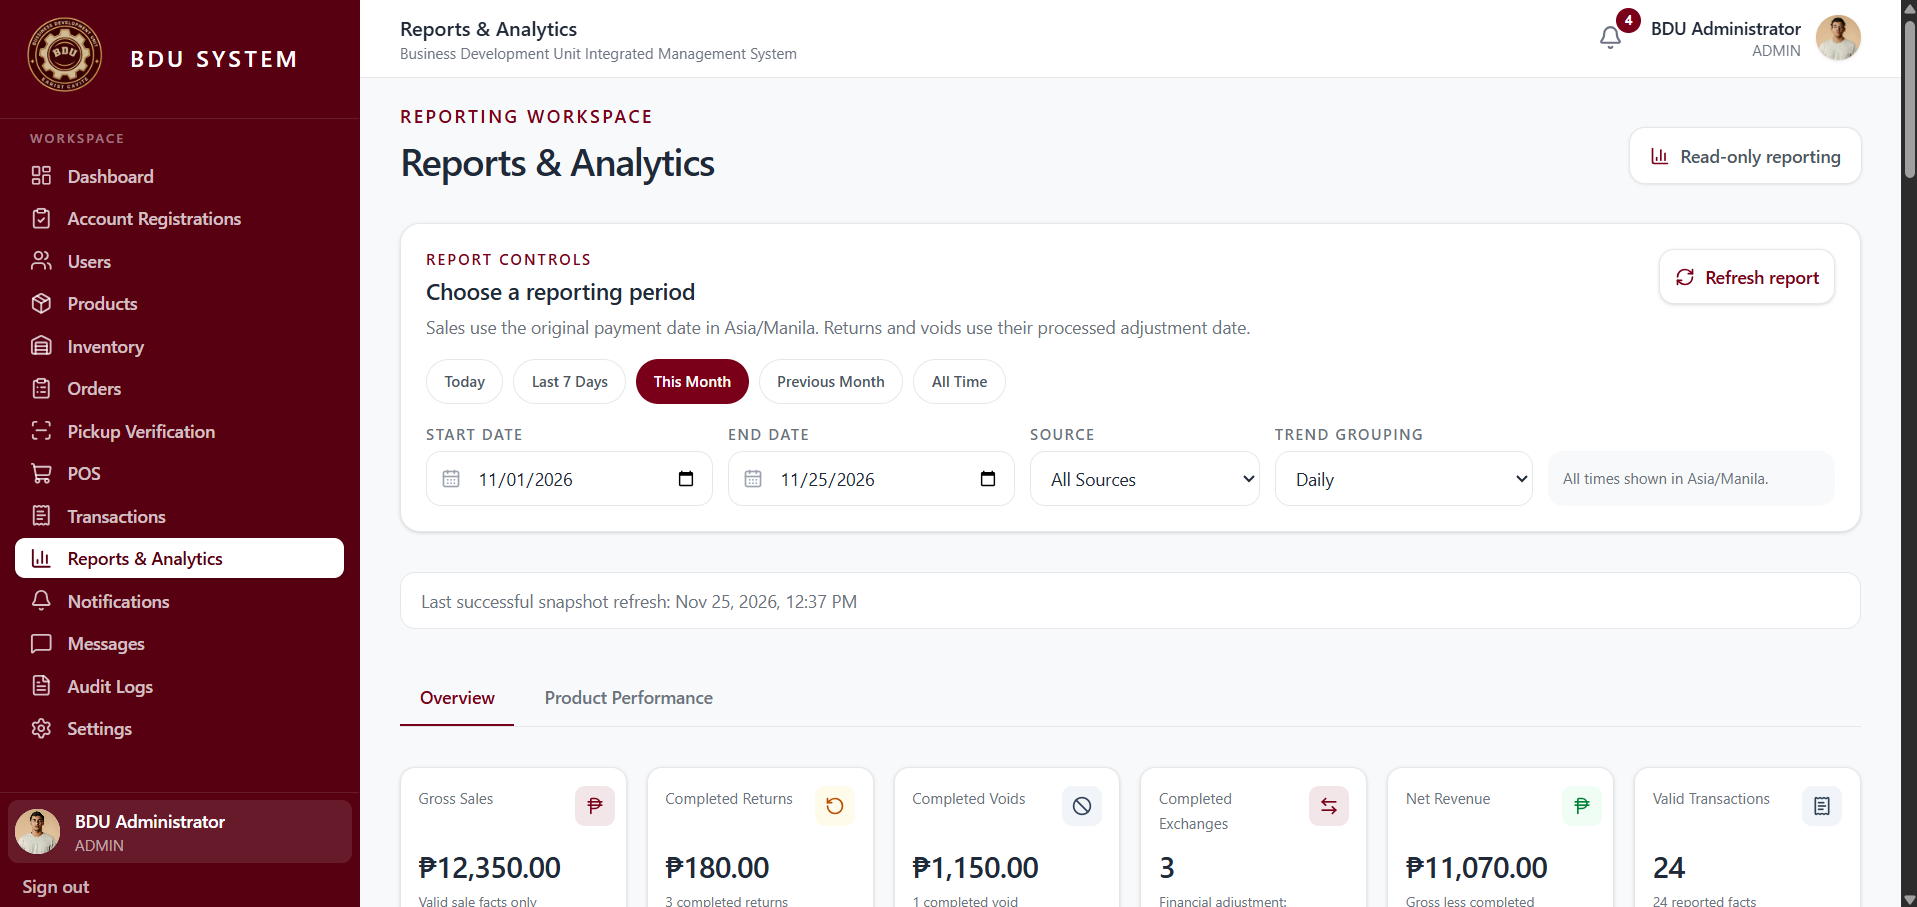 BDU SYSTEM
WORKSPACE
Dashboard
Account Registrations
Users
Products
Inventory
Orders
Pickup Verification
POS
Transactions
Reports & Analytics
Notifications
Messages
Audit Logs
Settings
BDU Administrator
ADMIN
Sign out
Reports & Analytics
Business Development Unit Integrated Management System
4
BDU Administrator
ADMIN
REPORTING WORKSPACE
Reports & Analytics
Read-only reporting
REPORT CONTROLS
Choose a reporting period
Sales use the original payment date in Asia/Manila. Returns and voids use their processed adjustment date.
Refresh report
Today
Last 7 Days
This Month
Previous Month
All Time
START DATE
END DATE
SOURCE
TREND GROUPING
11/01/2026
11/25/2026
All Sources
Daily
All times shown in Asia/Manila.
Last successful snapshot refresh: Nov 25, 2026, 12:37 PM
Overview
Product Performance
Gross Sales
₱12,350.00
Valid sale facts only
Completed Returns
₱180.00
3 completed returns
Completed Voids
₱1,150.00
1 completed void
Completed
Exchanges
3
Financial adjustment:
Net Revenue
₱11,070.00
Gross less completed
Valid Transactions
24
24 reported facts